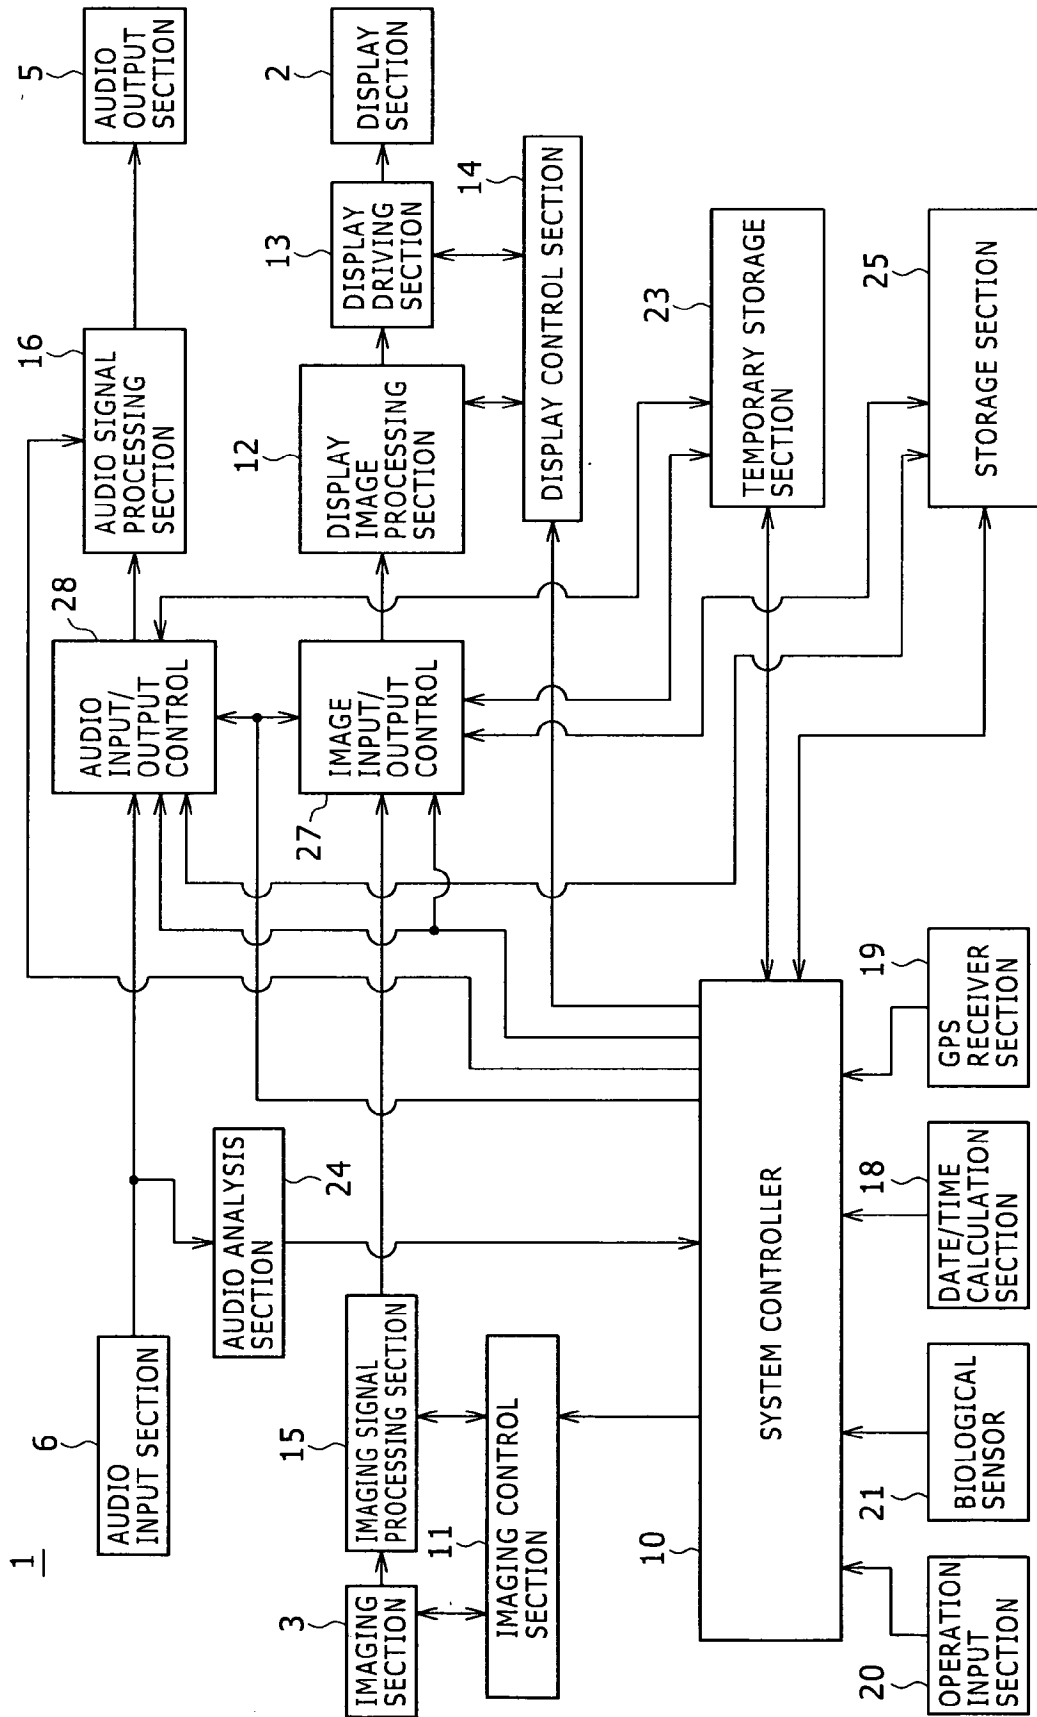 1
6
AUDIO
INPUT SECTION
28
AUDIO
INPUT/
OUTPUT
CONTROL
16
AUDIO SIGNAL
PROCESSING
SECTION
5
AUDIO
OUTPUT
SECTION
AUDIO ANALYSIS
SECTION
24
3
IMAGING
SECTION
15
IMAGING SIGNAL
PROCESSING SECTION
27
IMAGE
INPUT/
OUTPUT
CONTROL
12
DISPLAY
IMAGE
PROCESSING
SECTION
13
DISPLAY
DRIVING
SECTION
2
DISPLAY
SECTION
11
IMAGING CONTROL
SECTION
14
DISPLAY CONTROL SECTION
10
SYSTEM CONTROLLER
23
TEMPORARY STORAGE
SECTION
20
OPERATION
INPUT
SECTION
21
BIOLOGICAL
SENSOR
18
DATE/TIME
CALCULATION
SECTION
19
GPS
RECEIVER
SECTION
25
STORAGE SECTION